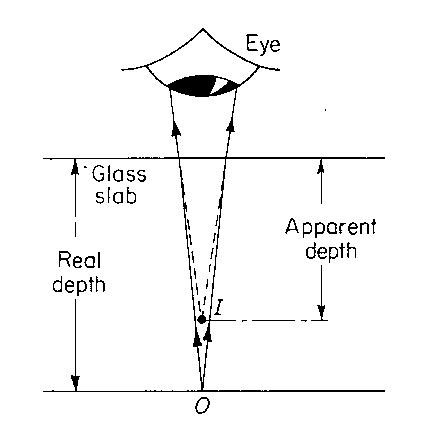 Eye
Glass
slab
Apparent
depth
Real
depth
I
O